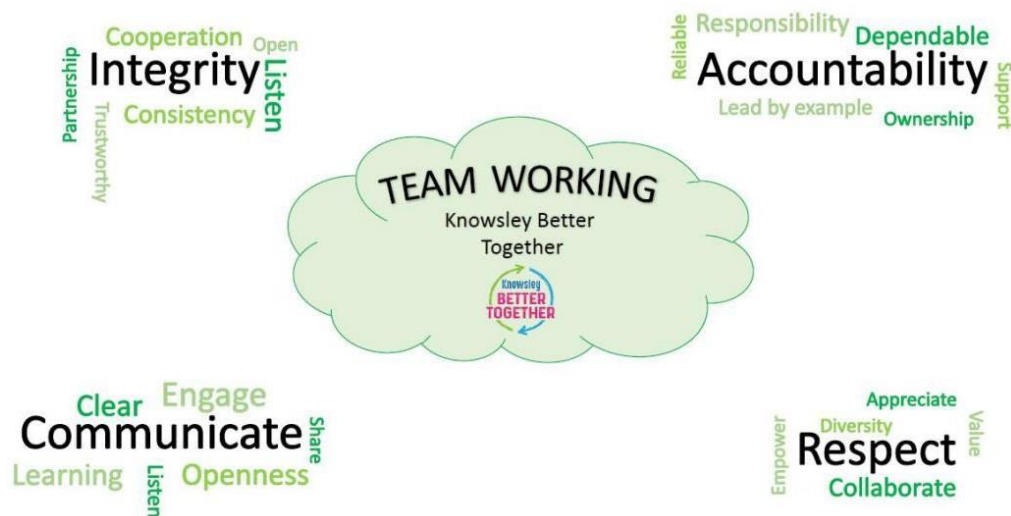 Cooperation
Open
Partnership
Integrity
Listen
Trustworthy
Consistency
Reliable
Responsibility
Dependable
Accountability
Support
Lead by example
Ownership
TEAM WORKING
Knowsley Better
Together
Knowsley
BETTER
TOGETHER
Clear
Engage
Communicate
Share
Learning
Listen
Openness
Appreciate
Empower
Diversity
Value
Respect
Collaborate